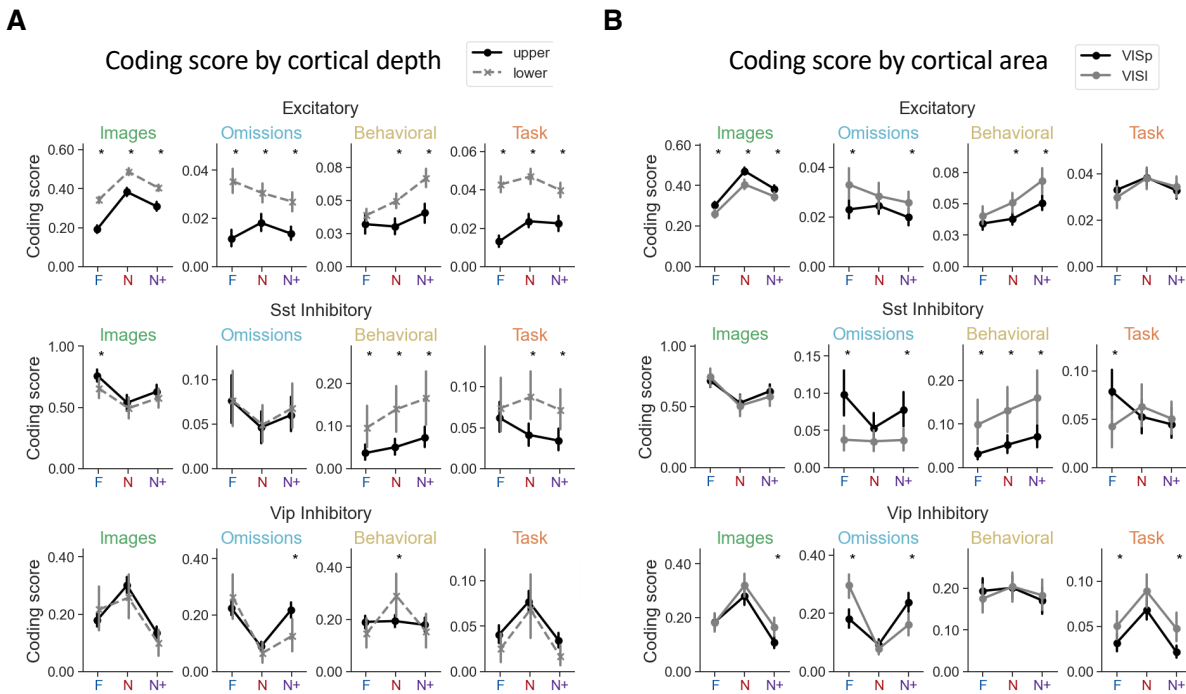 A
B
Coding score by cortical depth
upper
lower
Coding score by cortical area
VISp
VISl
Excitatory
Images Omissions Behavioral Task
* * * * * * * * * * *
Coding score
0.60 0.40 0.20 0.00
0.04 0.02 0.00
0.08 0.05 0.03 0.00
0.06 0.04 0.02 0.00
F N N+ F N N+ F N N+ F N N+
Sst Inhibitory
Images Omissions Behavioral Task
* * * * * *
Coding score
1.00 0.50 0.00
0.10 0.05 0.00
0.20 0.10 0.00
0.10 0.05 0.00
F N N+ F N N+ F N N+ F N N+
Vip Inhibitory
Images Omissions Behavioral Task
* *
Coding score
0.40 0.20 0.00
0.40 0.20 0.00
0.40 0.20 0.00
0.10 0.05 0.00
F N N+ F N N+ F N N+ F N N+
Excitatory
Images Omissions Behavioral Task
* * * * * * *
Coding score
0.60 0.40 0.20 0.00
0.04 0.02 0.00
0.08 0.05 0.03 0.00
0.04 0.02 0.00
F N N+ F N N+ F N N+ F N N+
Sst Inhibitory
Images Omissions Behavioral Task
* * * * * *
Coding score
1.00 0.50 0.00
0.15 0.10 0.05 0.00
0.20 0.10 0.00
0.10 0.05 0.00
F N N+ F N N+ F N N+ F N N+
Vip Inhibitory
Images Omissions Behavioral Task
* * * * *
Coding score
0.40 0.20 0.00
0.40 0.20 0.00
0.20 0.10 0.00
0.10 0.05 0.00
F N N+ F N N+ F N N+ F N N+